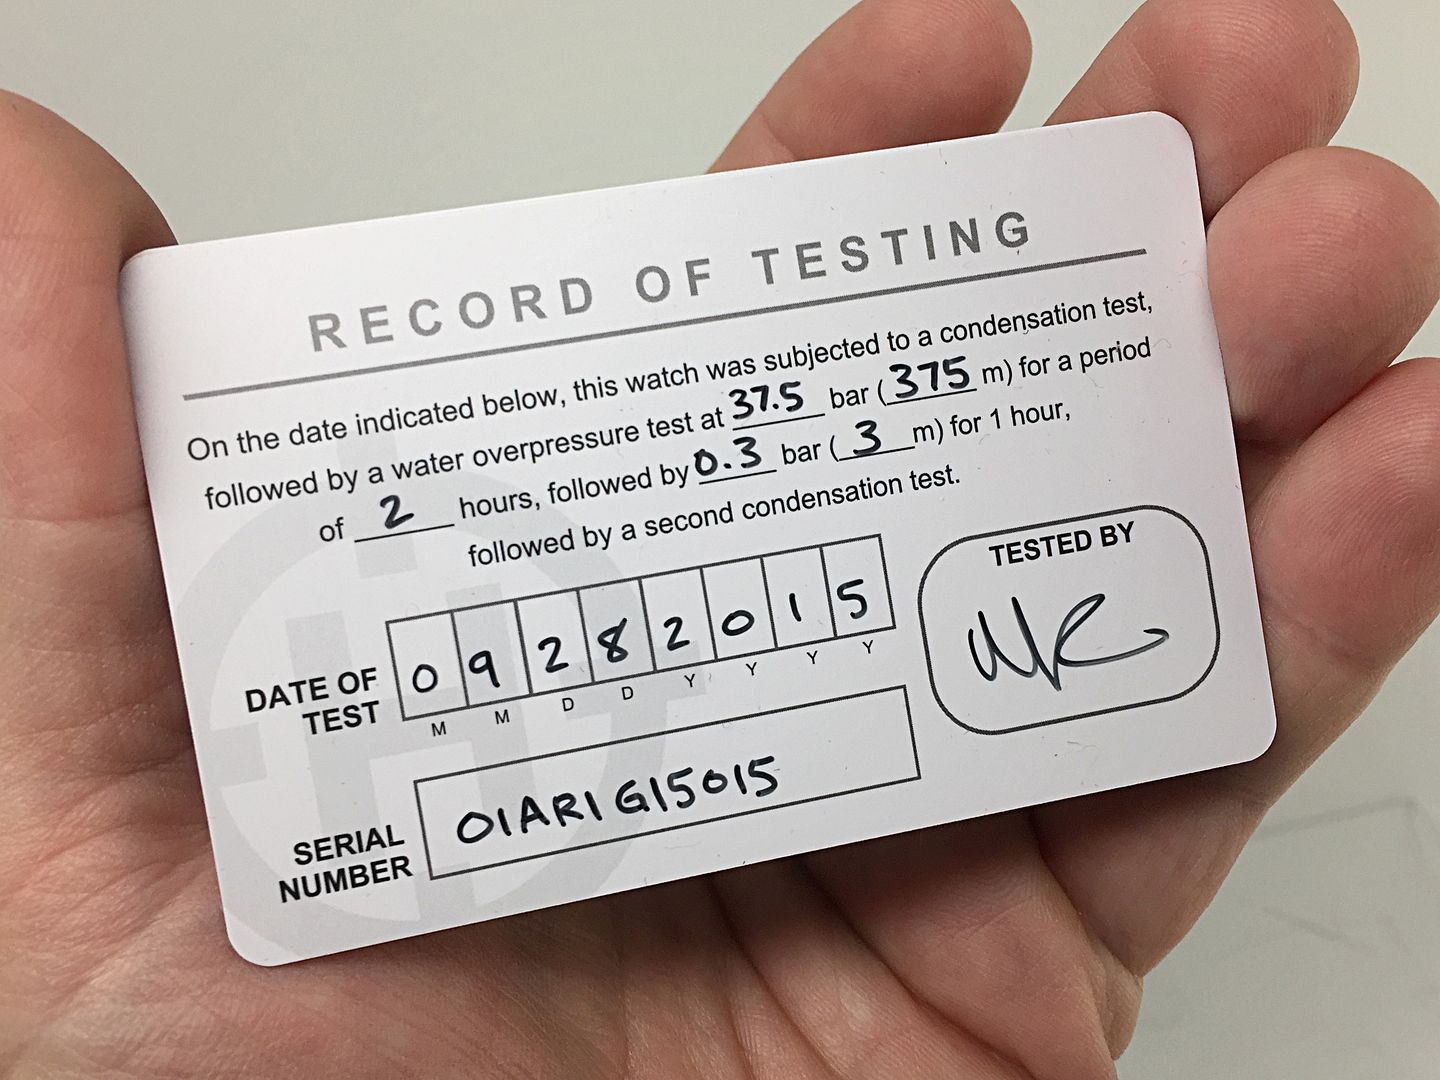 RECORD OF TESTING
On the date indicated below, this watch was subjected to a condensation test,
followed by a water overpressure test at 37.5 bar (375 m) for a period
of 2 hours, followed by 0.3 bar (3 m) for 1 hour,
followed by a second condensation test.
TESTED BY
DATE OF TEST 09282015
M M D D Y Y Y Y
SERIAL NUMBER 01AR1G15015